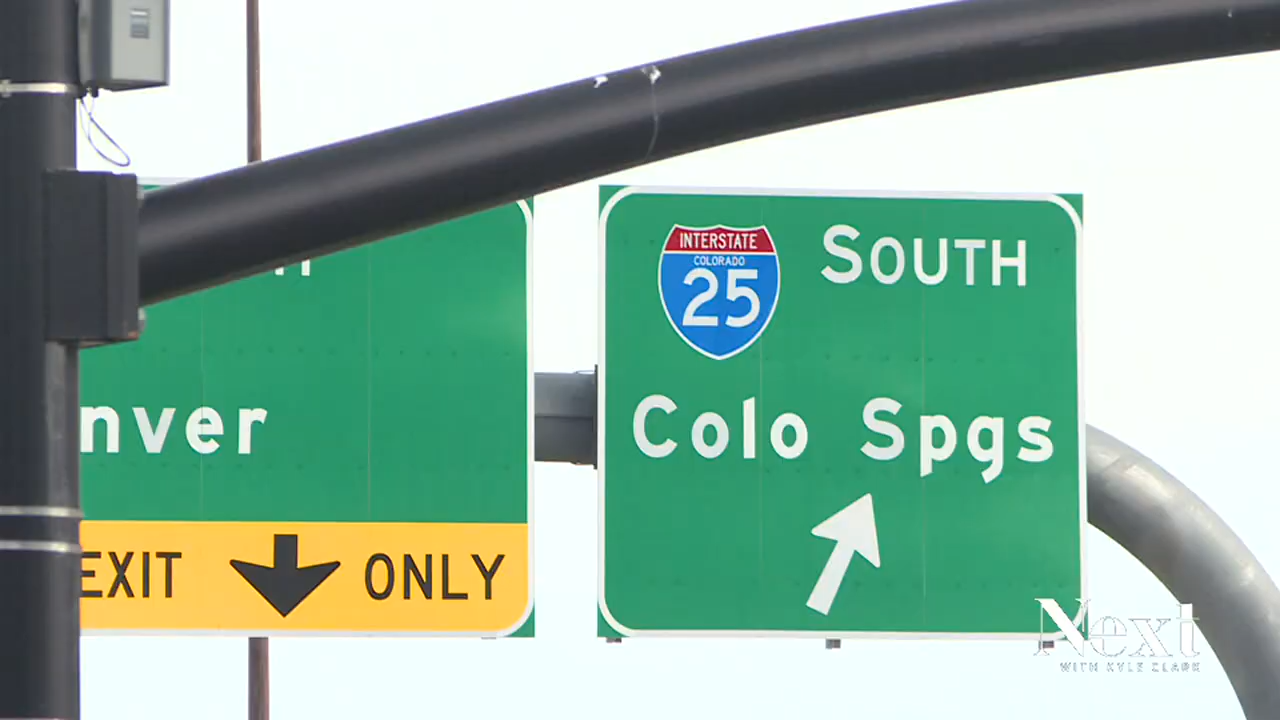 nver
EXIT ONLY
INTERSTATE
COLORADO
25
SOUTH
Colo Spgs
Next
WITH KYLE CLARK